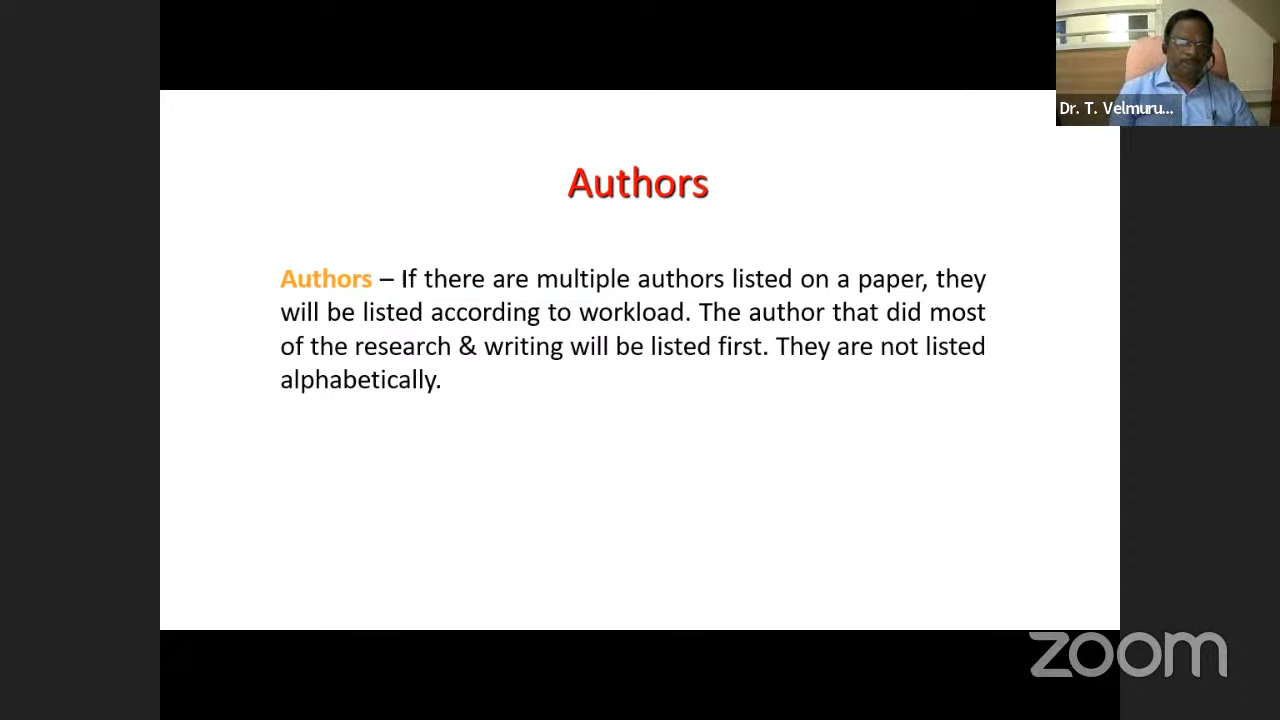 Dr. T. Velmuru...
Authors
Authors – If there are multiple authors listed on a paper, they
will be listed according to workload. The author that did most
of the research & writing will be listed first. They are not listed
alphabetically.
zoom